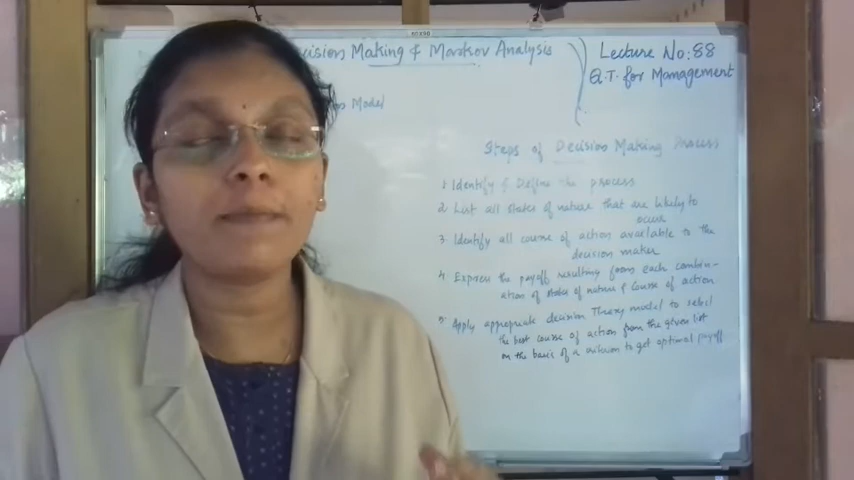 cision Making & Markov Analysis
Lecture No: 88
Q.T. for Management
Model
Steps of Decision Making Process
1 Identify & Define the process
2 List all states of nature that are likely to
occur
3 Identify all course of action available to the
decision maker
4 Express the payoff resulting from each combin-
ation of state of nature & course of action
5 Apply appropriate decision Theory model to select
the best course of action from the given list
on the basis of a criterion to get optimal payoff